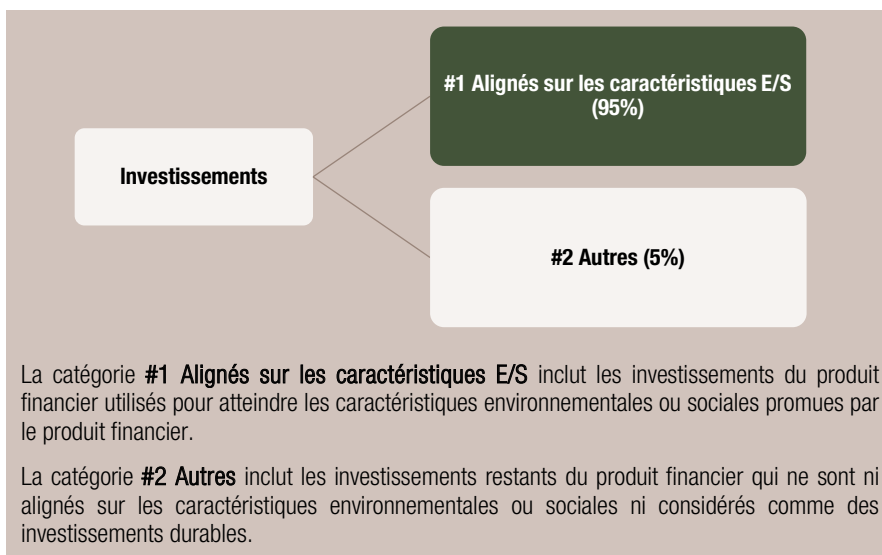 #1 Alignés sur les caractéristiques E/S
(95%)
Investissements
#2 Autres (5%)
La catégorie #1 Alignés sur les caractéristiques E/S inclut les investissements du produit
financier utilisés pour atteindre les caractéristiques environnementales ou sociales promues par
le produit financier.
La catégorie #2 Autres inclut les investissements restants du produit financier qui ne sont ni
alignés sur les caractéristiques environnementales ou sociales ni considérés comme des
investissements durables.